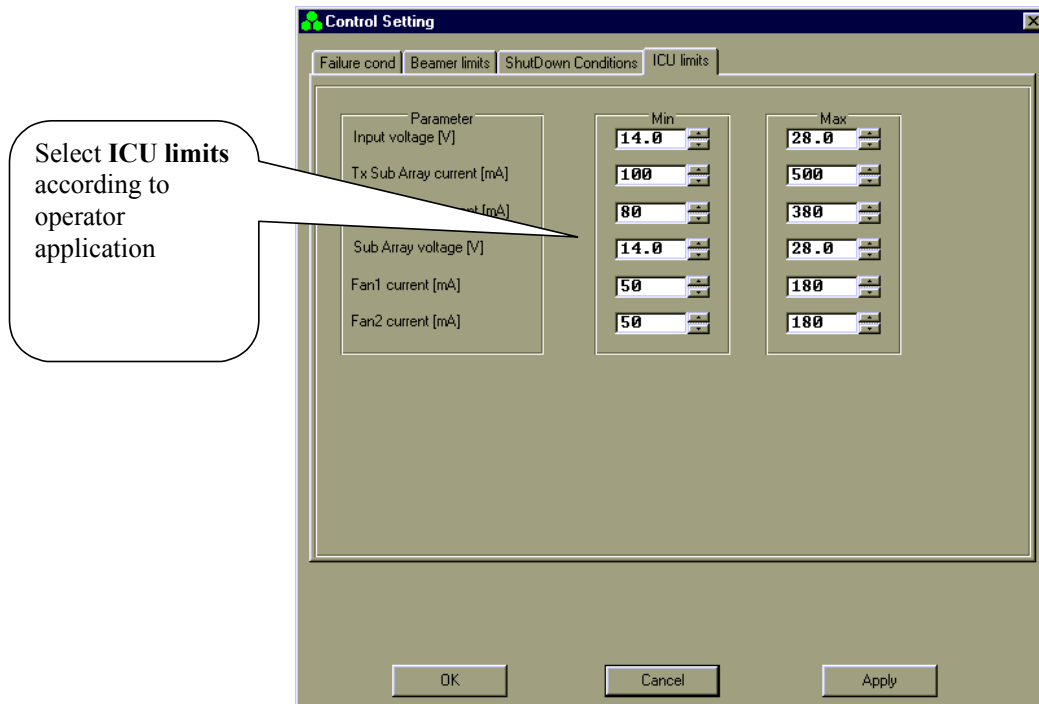 Control Setting
Failure cond Beamer limits ShutDown Conditions ICU limits
Parameter Min Max
Input voltage [V] 14.0 28.0
Tx Sub Array current [mA] 100 500
[mA] 80 380
Sub Array voltage [V] 14.0 28.0
Fan1 current [mA] 50 180
Fan2 current [mA] 50 180
Select ICU limits
according to
operator
application
OK Cancel Apply